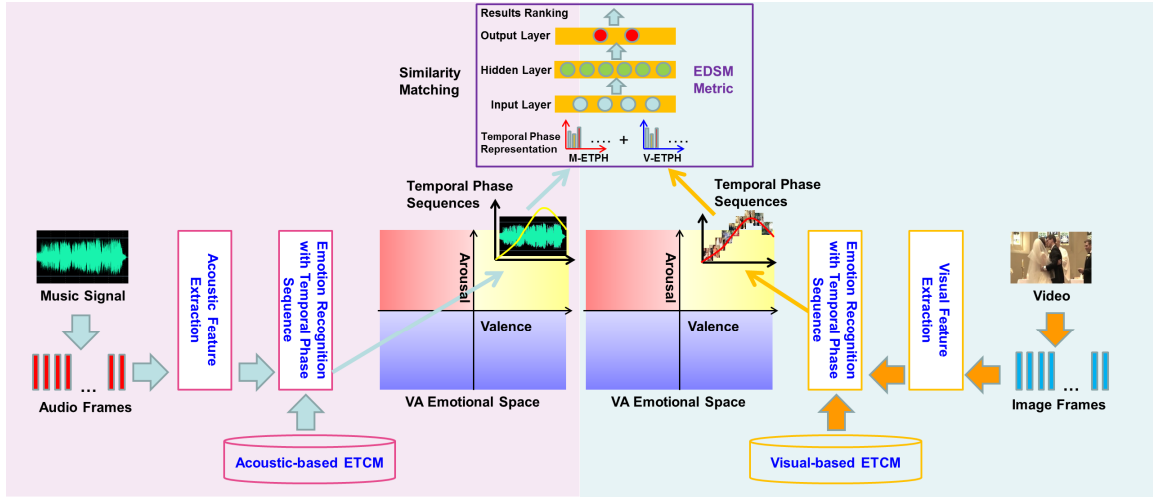 Results Ranking
Output Layer
Hidden Layer
Input Layer
Temporal Phase
Representation
M-ETPH
....
+
V-ETPH
....
Similarity
Matching
EDSM
Metric
Temporal Phase
Sequences
Temporal Phase
Sequences
Music Signal
Audio Frames
...
Acoustic Feature
Extraction
Emotion Recognition
with Temporal Phase
Sequence
Acoustic-based ETCM
Arousal
Valence
VA Emotional Space
Arousal
Valence
VA Emotional Space
Emotion Recognition
with Temporal Phase
Sequence
Visual Feature
Extraction
Visual-based ETCM
Video
...
Image Frames